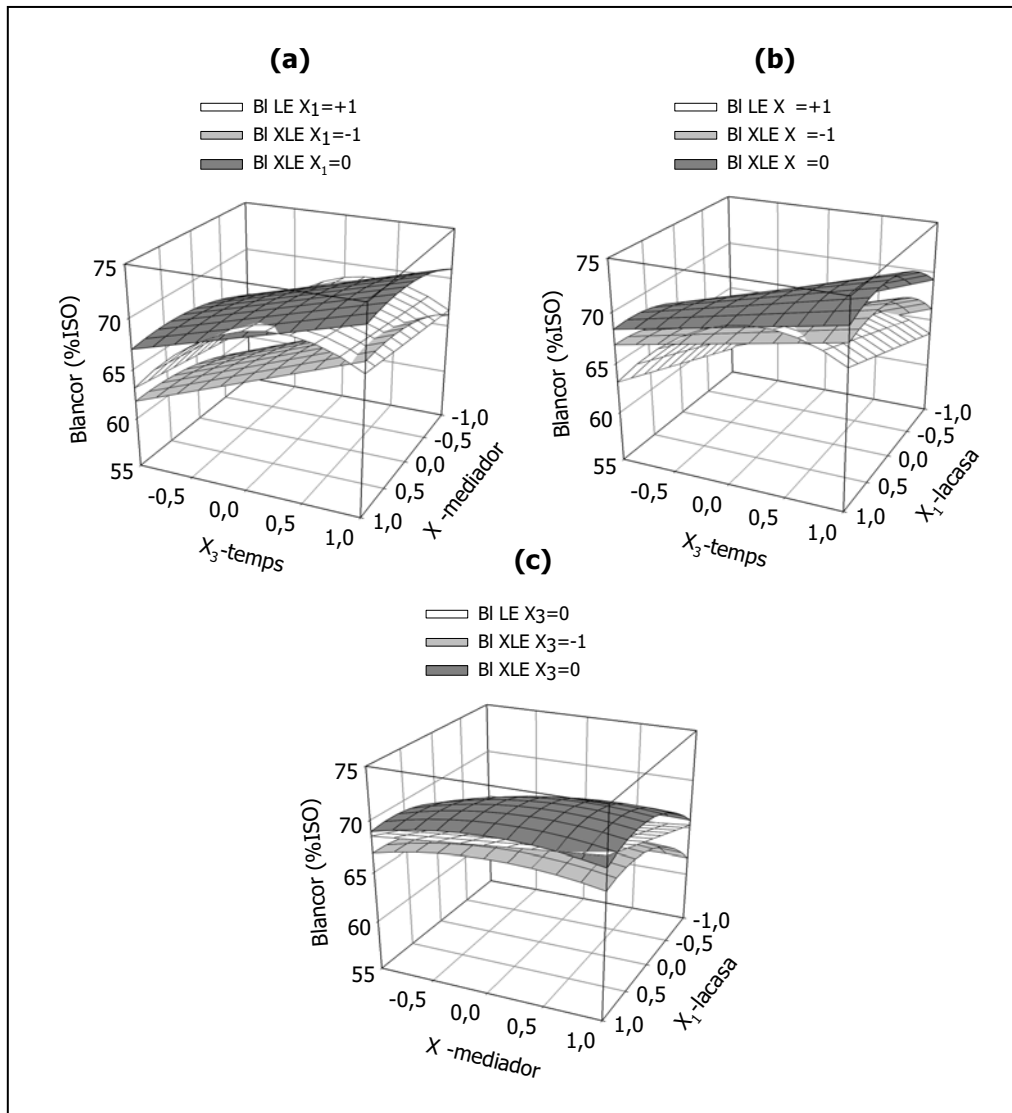 (a)
Bl LE X1=+1
Bl XLE X1=-1
Bl XLE X1=0
75
70
65
60
55
Blancor (%ISO)
-0,5
0,0
0,5
1,0
X3-temps
1,0
0,5
0,0
-0,5
-1,0
X -mediador
(b)
Bl LE X =+1
Bl XLE X =-1
Bl XLE X =0
75
70
65
60
55
Blancor (%ISO)
-0,5
0,0
0,5
1,0
X3-temps
1,0
0,5
0,0
-0,5
-1,0
X1-lacasa
(c)
Bl LE X3=0
Bl XLE X3=-1
Bl XLE X3=0
75
70
65
60
55
Blancor (%ISO)
-0,5
0,0
0,5
1,0
X -mediador
1,0
0,5
0,0
-0,5
-1,0
X1-lacasa